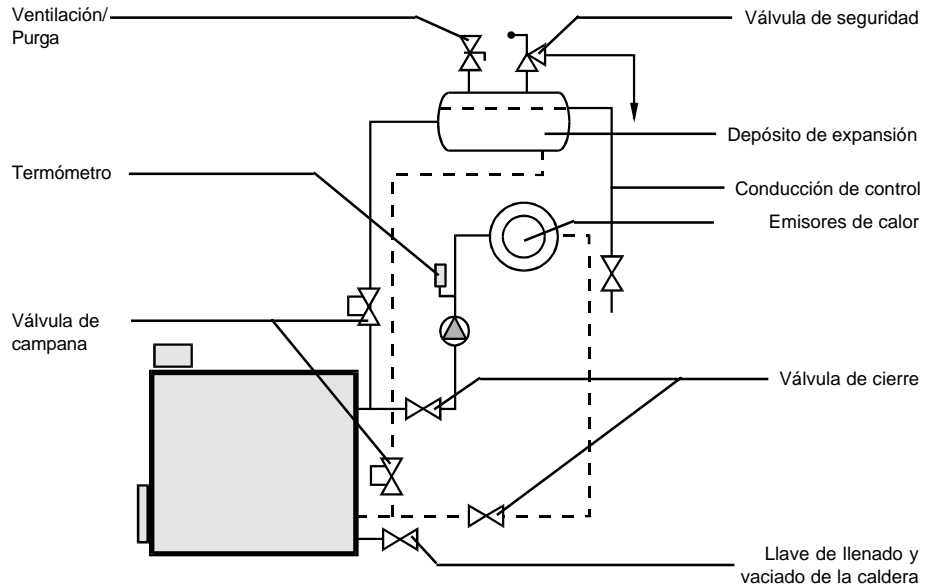 Ventilación/
Purga
Válvula de seguridad
Depósito de expansión
Termómetro
Conducción de control
Emisores de calor
Válvula de
campana
Válvula de cierre
Llave de llenado y
vaciado de la caldera